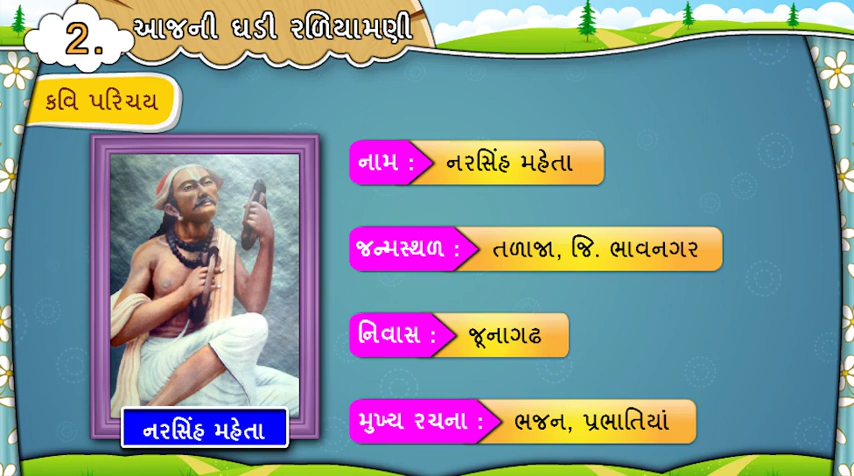 2. આજની ઘડી રળિયામણી
કવિ પરિચય
નામ : નરસિંહ મહેતા
જન્મસ્થળ : તળાજા, જિ. ભાવનગર
નિવાસ : જૂનાગઢ
મુખ્ય રચના : ભજન, પ્રભાતિયાં
નરસિંહ મહેતા